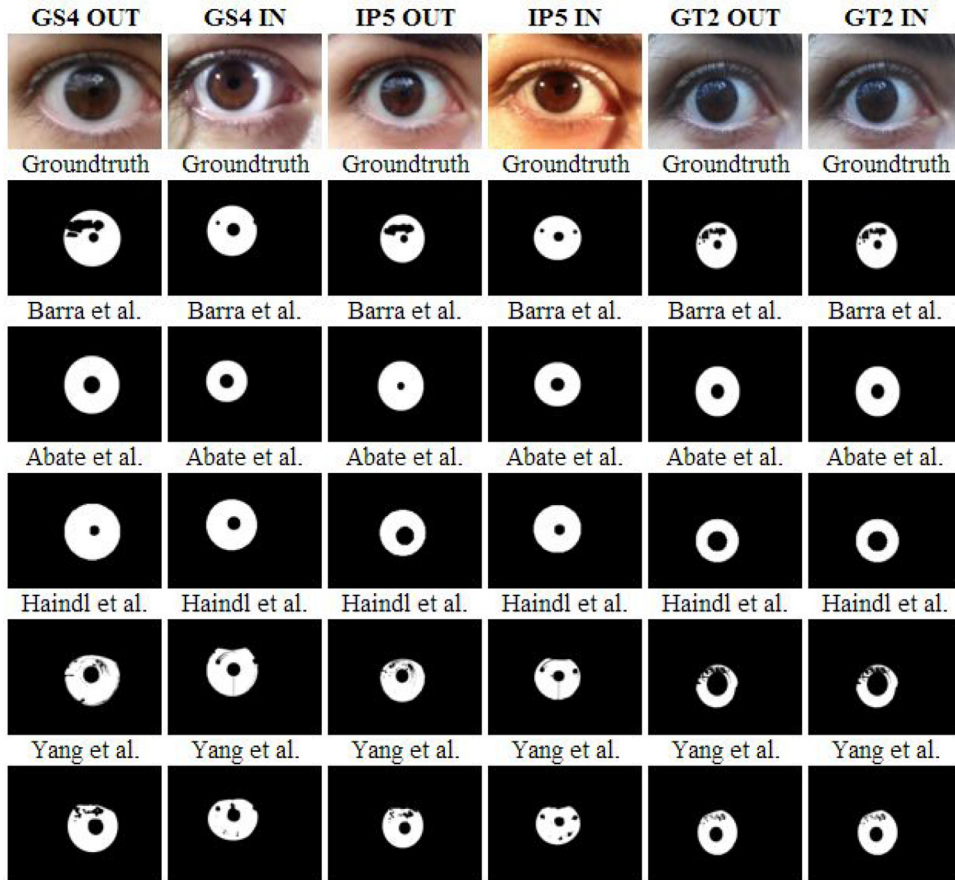 GS4 OUT GS4 IN IP5 OUT IP5 IN GT2 OUT GT2 IN
Groundtruth Groundtruth Groundtruth Groundtruth Groundtruth Groundtruth
Barra et al. Barra et al. Barra et al. Barra et al. Barra et al. Barra et al.
Abate et al. Abate et al. Abate et al. Abate et al. Abate et al. Abate et al.
Haindl et al. Haindl et al. Haindl et al. Haindl et al. Haindl et al. Haindl et al.
Yang et al. Yang et al. Yang et al. Yang et al. Yang et al. Yang et al.